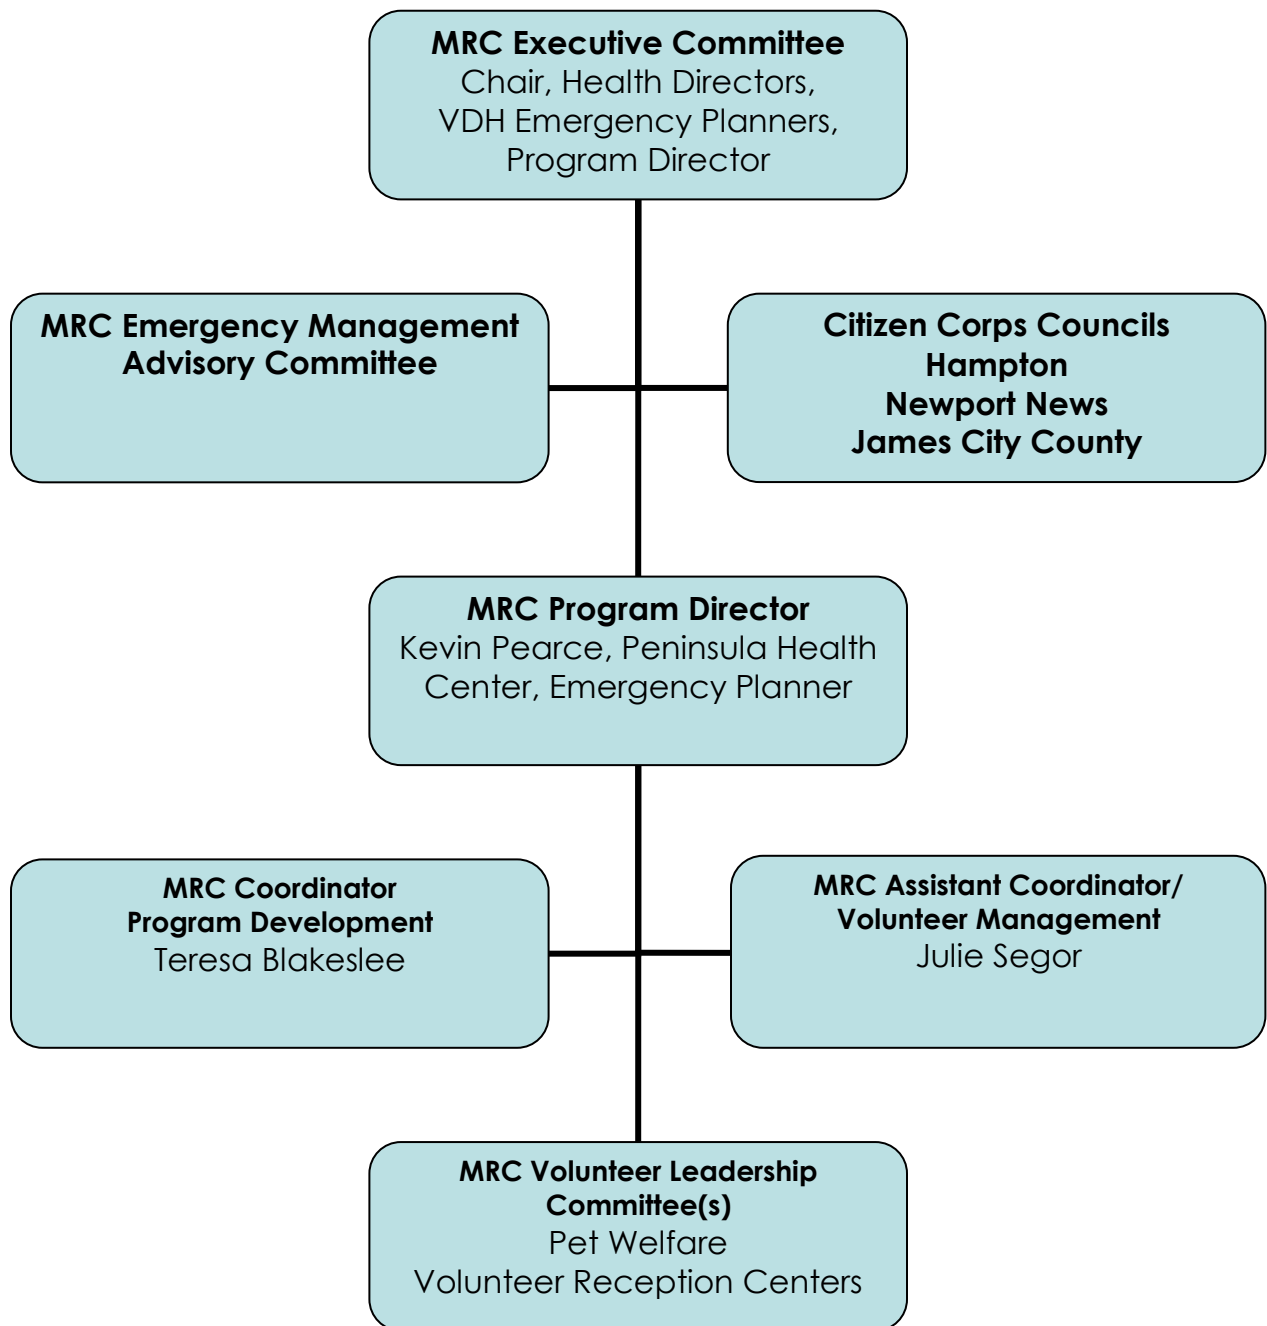 MRC Executive Committee
Chair, Health Directors,
VDH Emergency Planners,
Program Director
MRC Emergency Management
Advisory Committee
Citizen Corps Councils
Hampton
Newport News
James City County
MRC Program Director
Kevin Pearce, Peninsula Health
Center, Emergency Planner
MRC Coordinator
Program Development
Teresa Blakeslee
MRC Assistant Coordinator/
Volunteer Management
Julie Segor
MRC Volunteer Leadership
Committee(s)
Pet Welfare
Volunteer Reception Centers